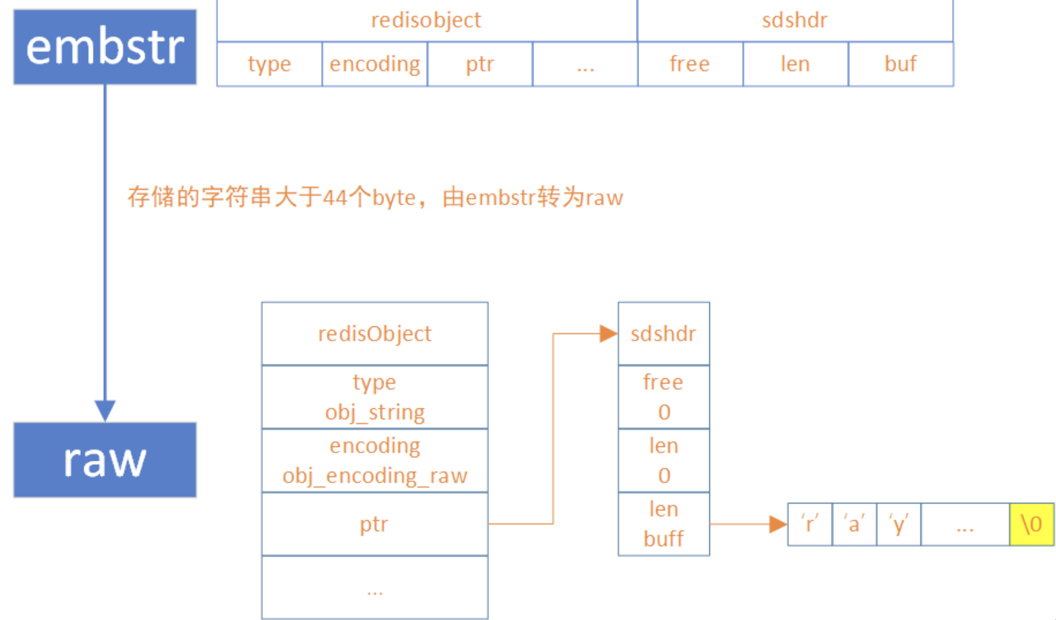 embstr
redisobject
sdshdr
type
encoding
ptr
...
free
len
buf
存储的字符串大于44个byte，由embstr转为raw
raw
redisObject
type
obj_string
encoding
obj_encoding_raw
ptr
...
sdshdr
free
0
len
0
len
buff
‘r’
‘a’
‘y’
...
\0